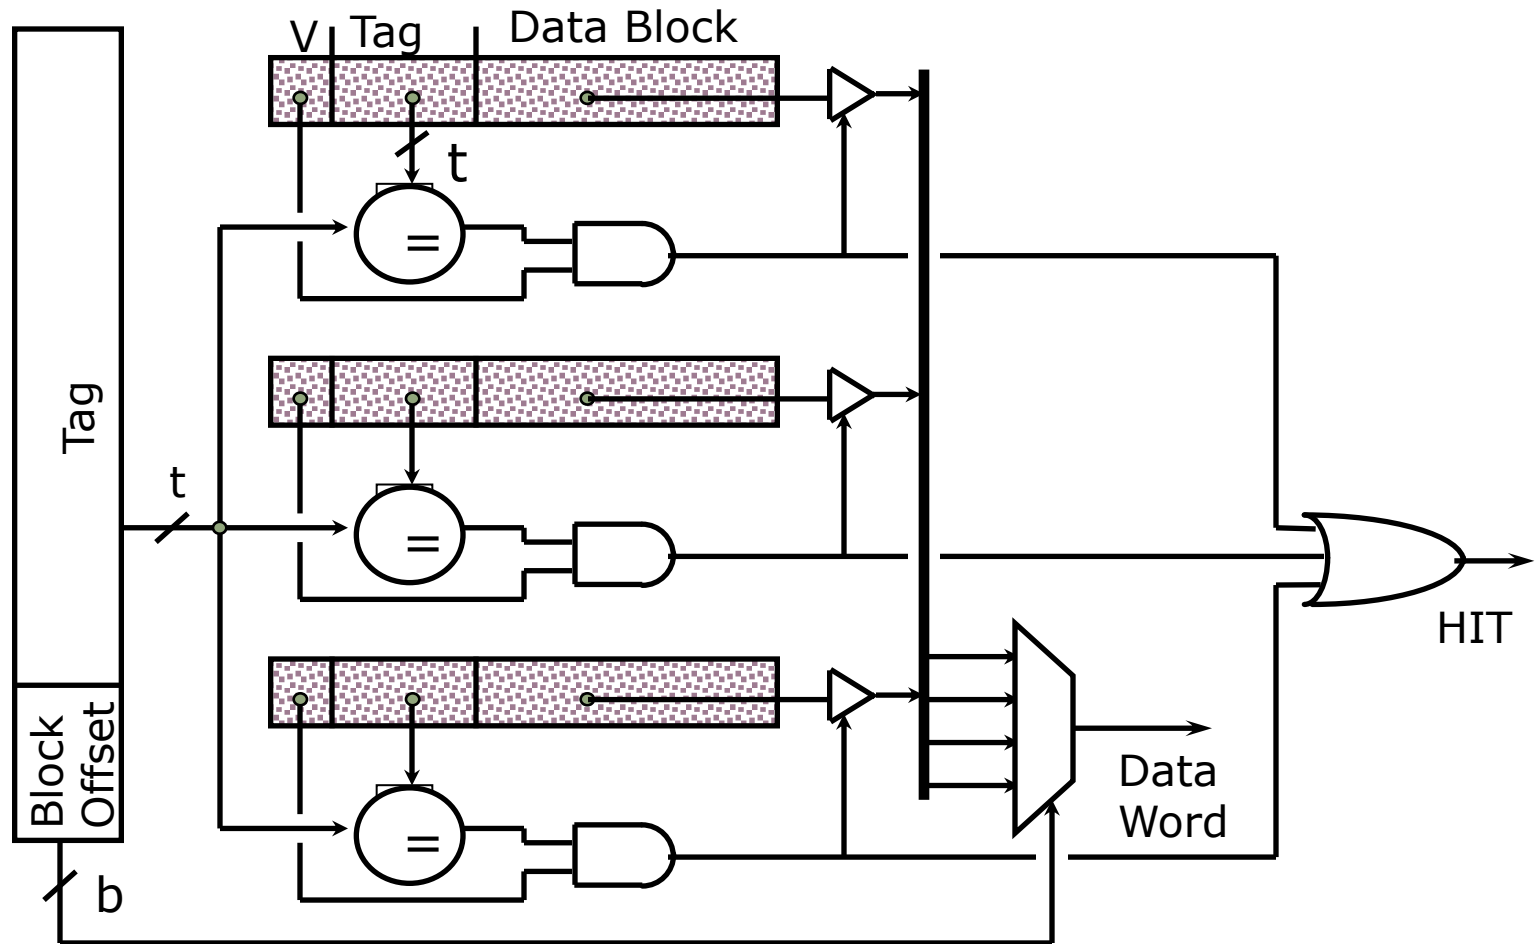 V
Tag
Data Block
t
=
Tag
t
=
HIT
Block
Offset
=
Data
Word
b